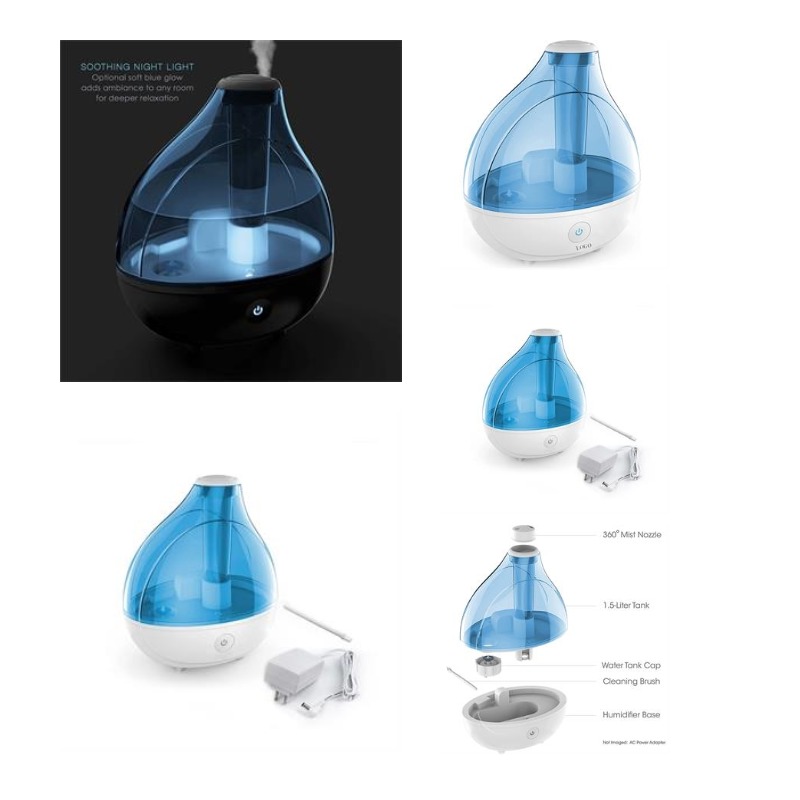 SOOTHING NIGHT LIGHT
Optional soft blue glow
adds ambiance to any room
for deeper relaxation
LOGO
360° Mist Nozzle
1.5-Liter Tank
Water Tank Cap
Cleaning Brush
Humidifier Base
Not Imaged: AC Power Adapter